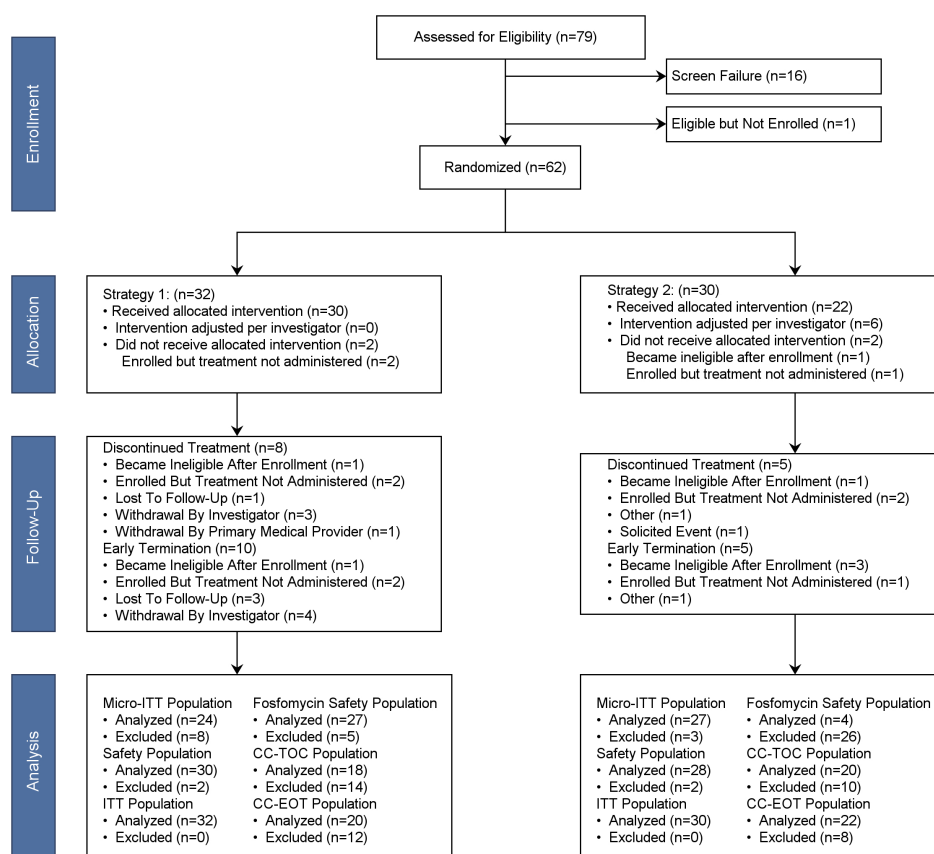 Enrollment
Assessed for Eligibility (n=79)
Screen Failure (n=16)
Eligible but Not Enrolled (n=1)
Randomized (n=62)
Allocation
Strategy 1: (n=32)
• Received allocated intervention (n=30)
• Intervention adjusted per investigator (n=0)
• Did not receive allocated intervention (n=2)
Enrolled but treatment not administered (n=2)
Strategy 2: (n=30)
• Received allocated intervention (n=22)
• Intervention adjusted per investigator (n=6)
• Did not receive allocated intervention (n=2)
Became ineligible after enrollment (n=1)
Enrolled but treatment not administered (n=1)
Follow-Up
Discontinued Treatment (n=8)
• Became Ineligible After Enrollment (n=1)
• Enrolled But Treatment Not Administered (n=2)
• Lost To Follow-Up (n=1)
• Withdrawal By Investigator (n=3)
• Withdrawal By Primary Medical Provider (n=1)
Early Termination (n=10)
• Became Ineligible After Enrollment (n=1)
• Enrolled But Treatment Not Administered (n=2)
• Lost To Follow-Up (n=3)
• Withdrawal By Investigator (n=4)
Discontinued Treatment (n=5)
• Became Ineligible After Enrollment (n=1)
• Enrolled But Treatment Not Administered (n=2)
• Other (n=1)
• Solicited Event (n=1)
Early Termination (n=5)
• Became Ineligible After Enrollment (n=3)
• Enrolled But Treatment Not Administered (n=1)
• Other (n=1)
Analysis
Micro-ITT Population
• Analyzed (n=24)
• Excluded (n=8)
Safety Population
• Analyzed (n=30)
• Excluded (n=2)
ITT Population
• Analyzed (n=32)
• Excluded (n=0)
Fosfomycin Safety Population
• Analyzed (n=27)
• Excluded (n=5)
CC-TOC Population
• Analyzed (n=18)
• Excluded (n=14)
CC-EOT Population
• Analyzed (n=20)
• Excluded (n=12)
Micro-ITT Population
• Analyzed (n=27)
• Excluded (n=3)
Safety Population
• Analyzed (n=28)
• Excluded (n=2)
ITT Population
• Analyzed (n=30)
• Excluded (n=0)
Fosfomycin Safety Population
• Analyzed (n=4)
• Excluded (n=26)
CC-TOC Population
• Analyzed (n=20)
• Excluded (n=10)
CC-EOT Population
• Analyzed (n=22)
• Excluded (n=8)